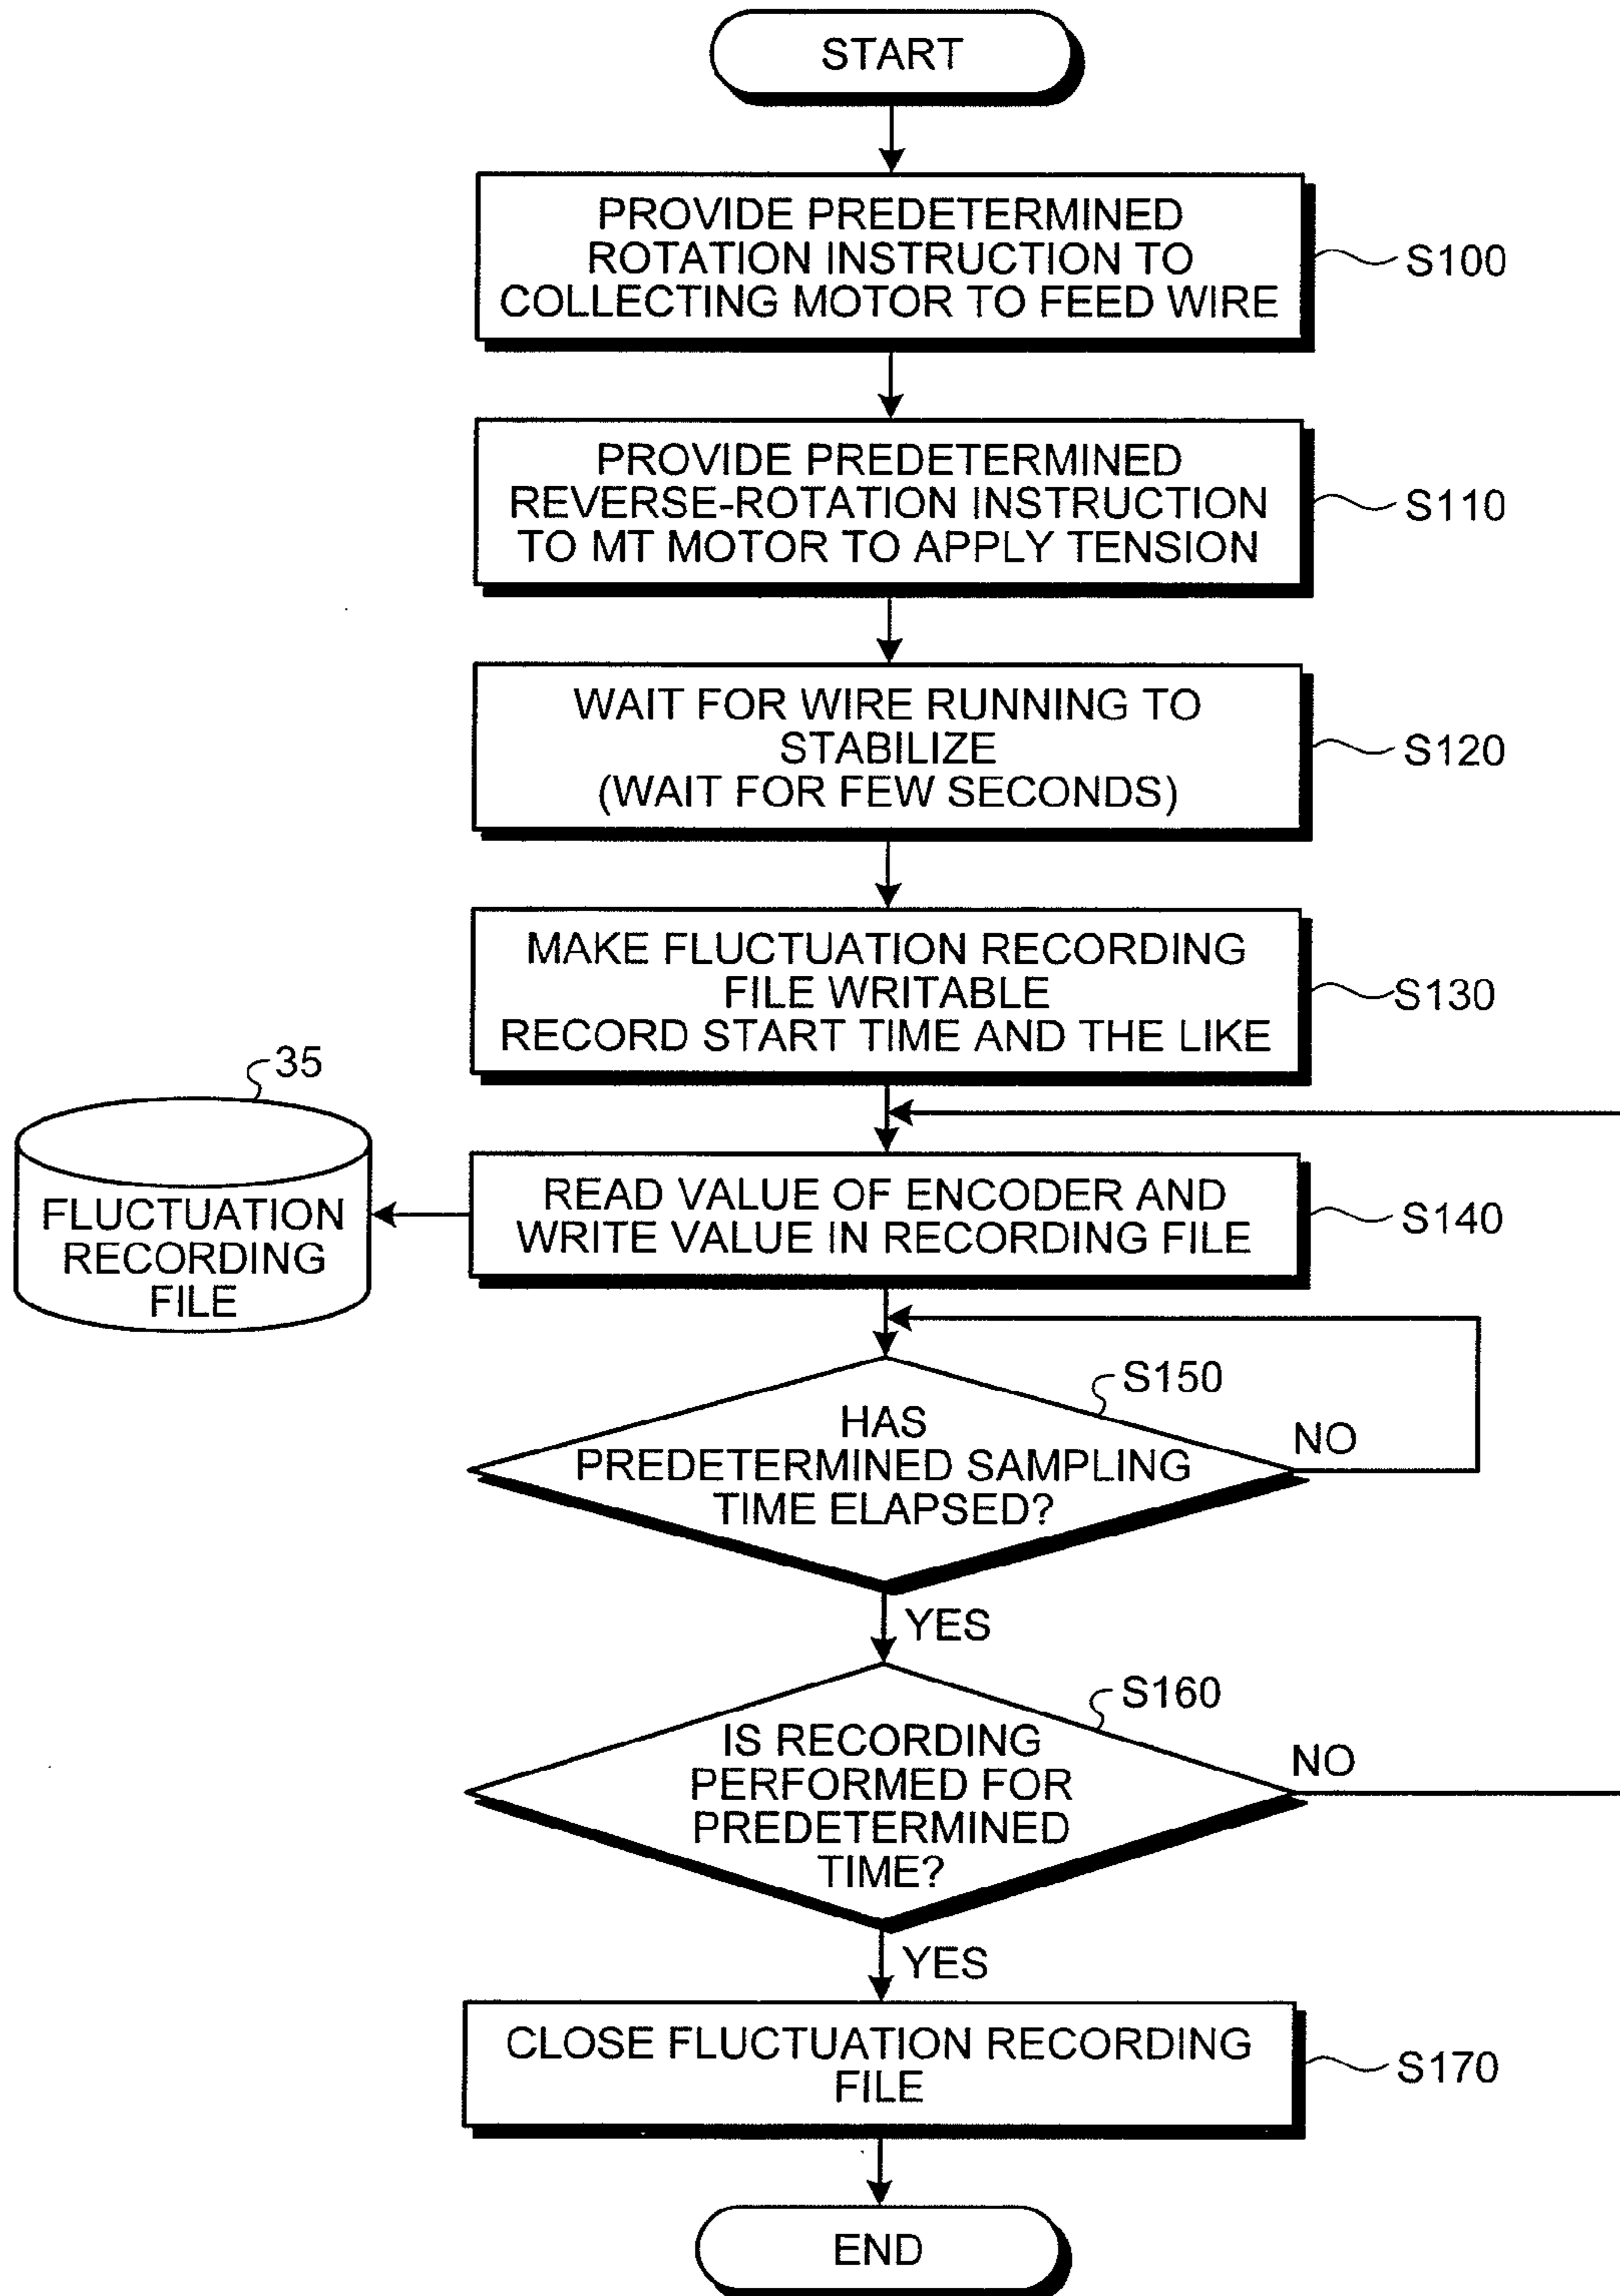 START
PROVIDE PREDETERMINED
ROTATION INSTRUCTION TO
COLLECTING MOTOR TO FEED WIRE
S100
PROVIDE PREDETERMINED
REVERSE-ROTATION INSTRUCTION
TO MT MOTOR TO APPLY TENSION
S110
WAIT FOR WIRE RUNNING TO
STABILIZE
(WAIT FOR FEW SECONDS)
S120
MAKE FLUCTUATION RECORDING
FILE WRITABLE
RECORD START TIME AND THE LIKE
S130
35
FLUCTUATION
RECORDING
FILE
READ VALUE OF ENCODER AND
WRITE VALUE IN RECORDING FILE
S140
S150
HAS
PREDETERMINED SAMPLING
TIME ELAPSED?
NO
YES
S160
IS RECORDING
PERFORMED FOR
PREDETERMINED
TIME?
NO
YES
CLOSE FLUCTUATION RECORDING
FILE
S170
END